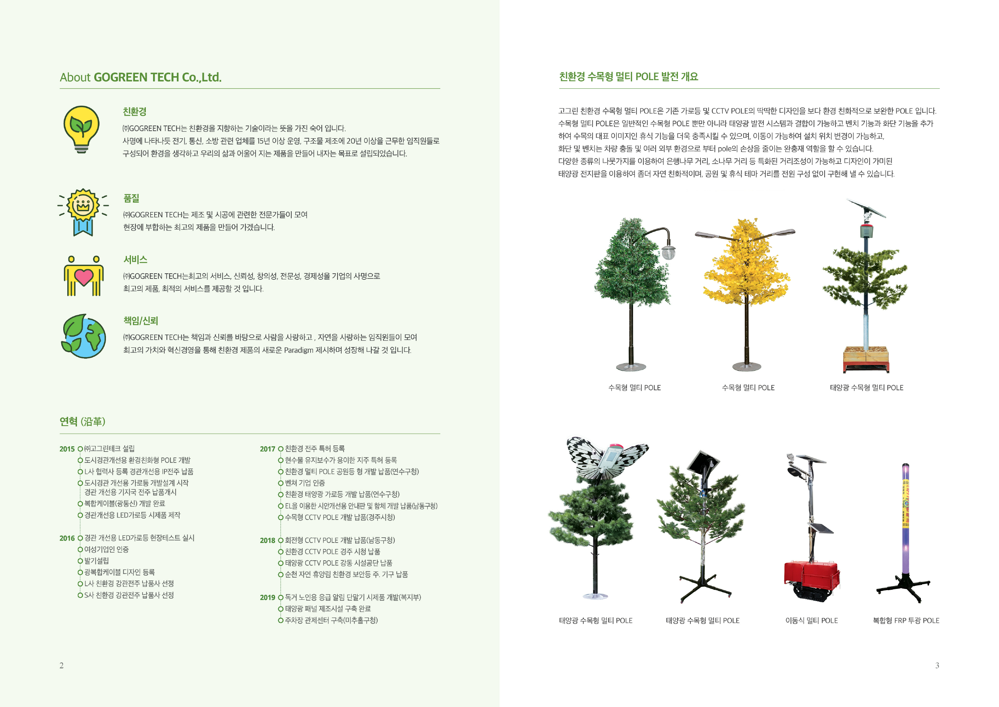 About GOGREEN TECH Co.,Ltd.
친환경
㈜GOGREEN TECH는 친환경을 지향하는 기술이라는 뜻을 가진 숙어 입니다.
사명에 나타나듯 전기, 통신, 소방 관련 업체를 15년 이상 운영, 구조물 제조에 20년 이상을 근무한 임직원들로
구성되어 환경을 생각하고 우리의 삶과 어울어 지는 제품을 만들어 내자는 목표로 설립되었습니다.
품질
㈜GOGREEN TECH는 제조 및 시공에 관련한 전문가들이 모여
현장에 부합하는 최고의 제품을 만들어 가겠습니다.
서비스
㈜GOGREEN TECH는최고의 서비스, 신뢰성, 창의성, 전문성, 경제성을 기업의 사명으로
최고의 제품, 최적의 서비스를 제공할 것 입니다.
책임/신뢰
㈜GOGREEN TECH는 책임과 신뢰를 바탕으로 사람을 사랑하고 , 자연을 사랑하는 임직원들이 모여
최고의 가치와 혁신경영을 통해 친환경 제품의 새로운 Paradigm 제시하며 성장해 나갈 것 입니다.
연혁 (沿革)
2015 ㈜고그린테크 설립
도시경관개선용 환경친화형 POLE 개발
L사 협력사 등록 경관개선용 IP전주 납품
도시경관 개선용 가로등 개발설계 시작
경관 개선용 기지국 전주 납품개시
복합케이블(광통신) 개발 완료
경관개선용 LED가로등 시제품 제작
2016 경관 개선용 LED가로등 현장테스트 실시
여성기업인 인증
발기설립
광복합케이블 디자인 등록
L사 친환경 강관전주 납품사 선정
S사 친환경 강관전주 납품사 선정
2017 친환경 전주 특허 등록
현수물 유지보수가 용이한 지주 특허 등록
친환경 멀티 POLE 공원등 형 개발 납품(연수구청)
벤쳐 기업 인증
친환경 태양광 가로등 개발 납품(연수구청)
EL을 이용한 시안개선용 안내판 및 함체 개발 납품(남동구청)
수목형 CCTV POLE 개발 납품(경주시청)
2018 회전형 CCTV POLE 개발 납품(남동구청)
친환경 CCTV POLE 경주 시청 납품
태양광 CCTV POLE 강동 시설공단 납품
순천 자연 휴양림 친환경 보안등 주. 기구 납품
2019 독거 노인용 응급 알림 단말기 시제품 개발(복지부)
태양광 패널 제조시설 구축 완료
주차장 관제센터 구축(미추홀구청)
2
친환경 수목형 멀티 POLE 발전 개요
고그린 친환경 수목형 멀티 POLE은 기존 가로등 및 CCTV POLE의 딱딱한 디자인을 보다 환경 친화적으로 보완한 POLE 입니다.
수목형 멀티 POLE은 일반적인 수목형 POLE 뿐만 아니라 태양광 발전 시스템과 결합이 가능하고 벤치 기능과 화단 기능을 추가
하여 수목의 대표 이미지인 휴식 기능을 더욱 충족시킬 수 있으며, 이동이 가능하여 설치 위치 변경이 가능하고,
화단 및 벤치는 차량 충돌 및 여러 외부 환경으로 부터 pole의 손상을 줄이는 완충재 역할을 할 수 있습니다.
다양한 종류의 나뭇가지를 이용하여 은행나무 거리, 소나무 거리 등 특화된 거리조성이 가능하고 디자인이 가미된
태양광 전지판을 이용하여 좀더 자연 친화적이며, 공원 및 휴식 테마 거리를 전원 구성 없이 구현해 낼 수 있습니다.
수목형 멀티 POLE
수목형 멀티 POLE
태양광 수목형 멀티 POLE
태양광 수목형 멀티 POLE
태양광 수목형 멀티 POLE
이동식 멀티 POLE
복합형 FRP 투광 POLE
3